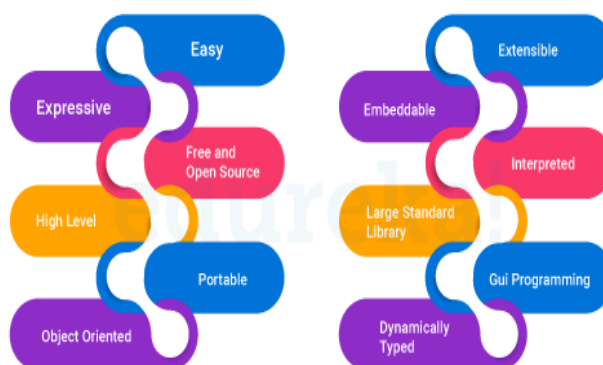 Easy
Expressive
Free and
Open Source
High Level
Portable
Object Oriented
Extensible
Embeddable
Interpreted
Large Standard
Library
Gui Programming
Dynamically
Typed
edureka!